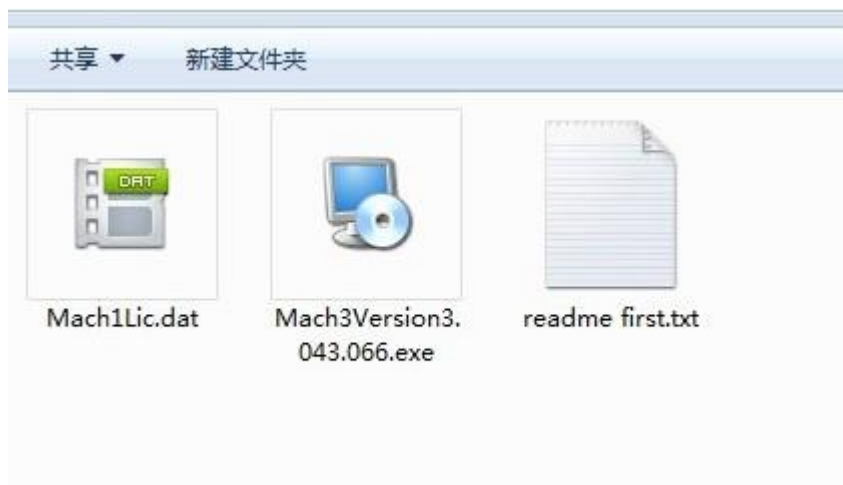 共享 新建文件夹
DAT
Mach1Lic.dat Mach3Version3. readme first.txt
043.066.exe